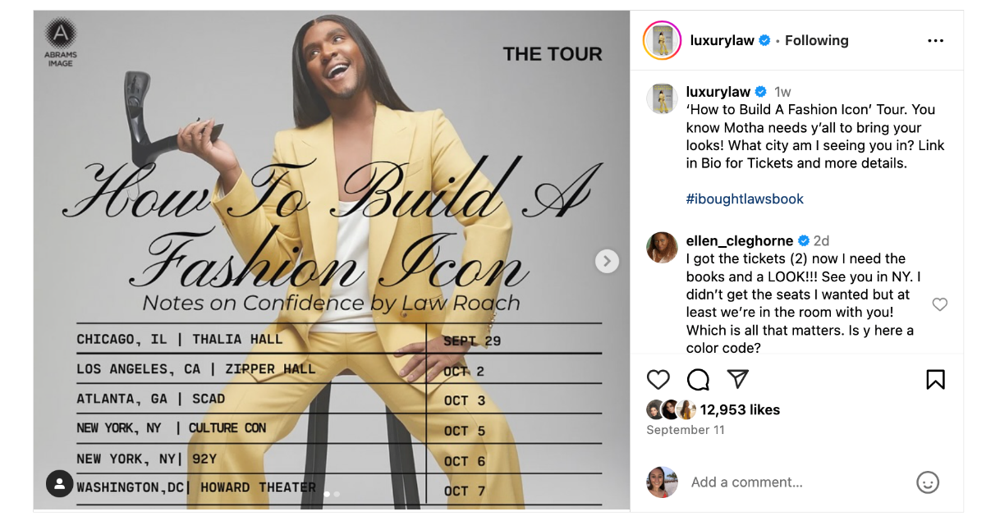 A
ABRAMS
IMAGE
THE TOUR
How To Build A
Fashion Icon
Notes on Confidence by Law Roach
CHICAGO, IL | THALIA HALL SEPT 29
LOS ANGELES, CA | ZIPPER HALL OCT 2
ATLANTA, GA | SCAD OCT 3
NEW YORK, NY | CULTURE CON OCT 5
NEW YORK, NY| 92Y OCT 6
WASHINGTON,DC| HOWARD THEATER OCT 7
luxurylaw • Following
luxurylaw 1w
‘How to Build A Fashion Icon’ Tour. You
know Motha needs y’all to bring your
looks! What city am I seeing you in? Link
in Bio for Tickets and more details.
#iboughtlawsbook
ellen_cleghorne 2d
I got the tickets (2) now I need the
books and a LOOK!!! See you in NY. I
didn’t get the seats I wanted but at
least we’re in the room with you!
Which is all that matters. Is y here a
color code?
12,953 likes
September 11
Add a comment...